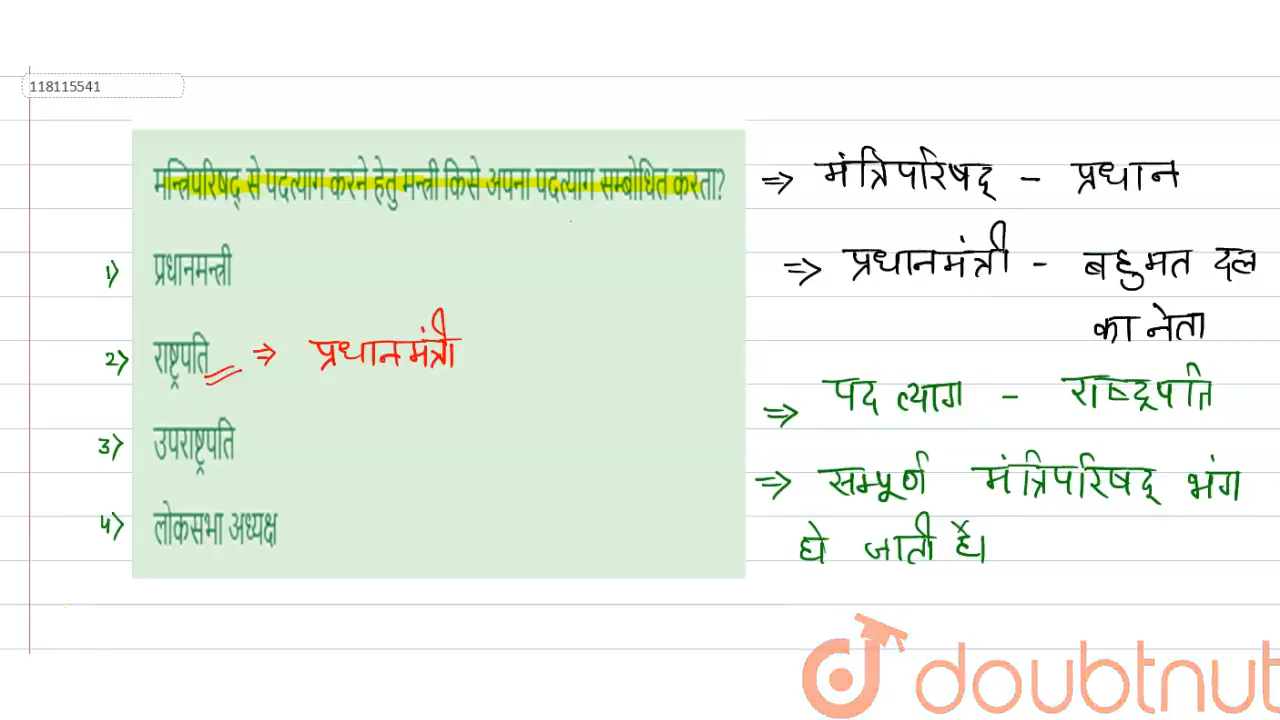 118115541
मन्त्रिपरिषद् से पदत्याग करने हेतु मन्त्री किसे अपना पदत्याग सम्बोधित करता?
1) प्रधानमन्त्री
2) राष्ट्रपति ⇒ प्रधानमंत्री
3) उपराष्ट्रपति
4) लोकसभा अध्यक्ष
⇒ मंत्रिपरिषद् - प्रधान
⇒ प्रधानमंत्री - बहुमत दल
का नेता
⇒ पद त्याग - राष्ट्रपति
⇒ सम्पूर्ण मंत्रिपरिषद् भंग
हो जाती है।
doubtnut